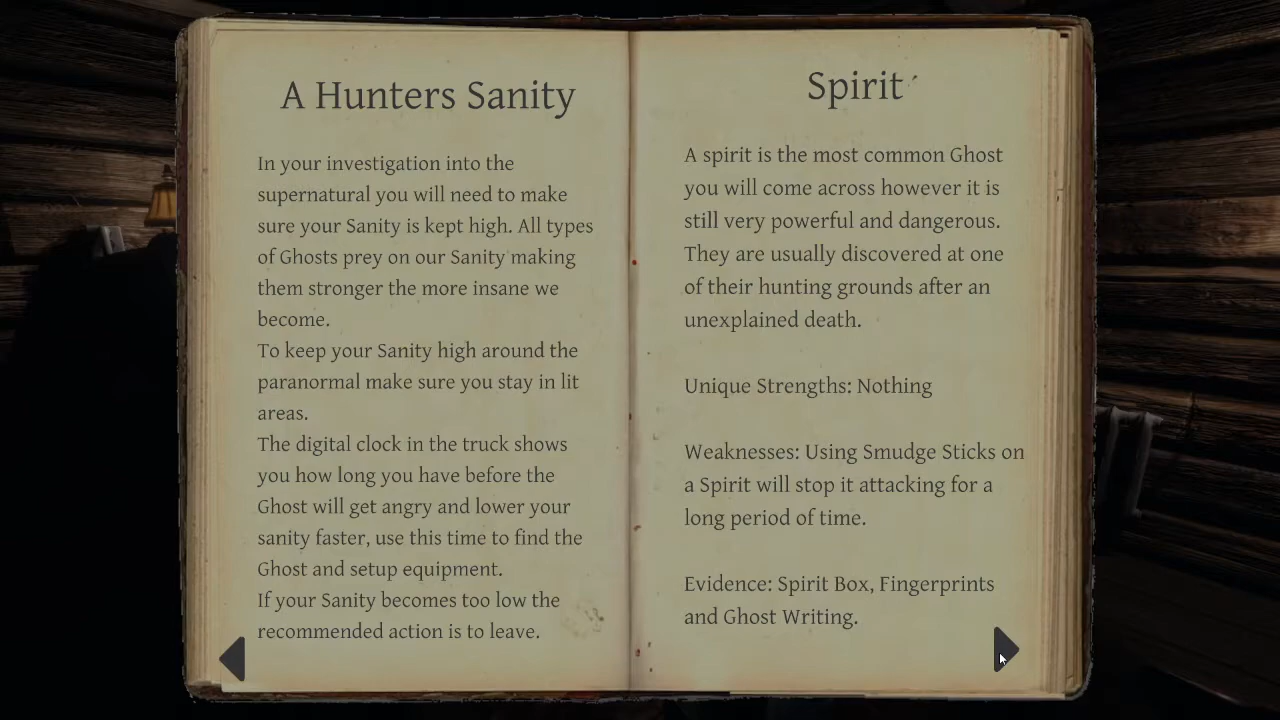 A Hunters Sanity
In your investigation into the
supernatural you will need to make
sure your Sanity is kept high. All types
of Ghosts prey on our Sanity making
them stronger the more insane we
become.
To keep your Sanity high around the
paranormal make sure you stay in lit
areas.
The digital clock in the truck shows
you how long you have before the
Ghost will get angry and lower your
sanity faster, use this time to find the
Ghost and setup equipment.
If your Sanity becomes too low the
recommended action is to leave.
Spirit
A spirit is the most common Ghost
you will come across however it is
still very powerful and dangerous.
They are usually discovered at one
of their hunting grounds after an
unexplained death.
Unique Strengths: Nothing
Weaknesses: Using Smudge Sticks on
a Spirit will stop it attacking for a
long period of time.
Evidence: Spirit Box, Fingerprints
and Ghost Writing.